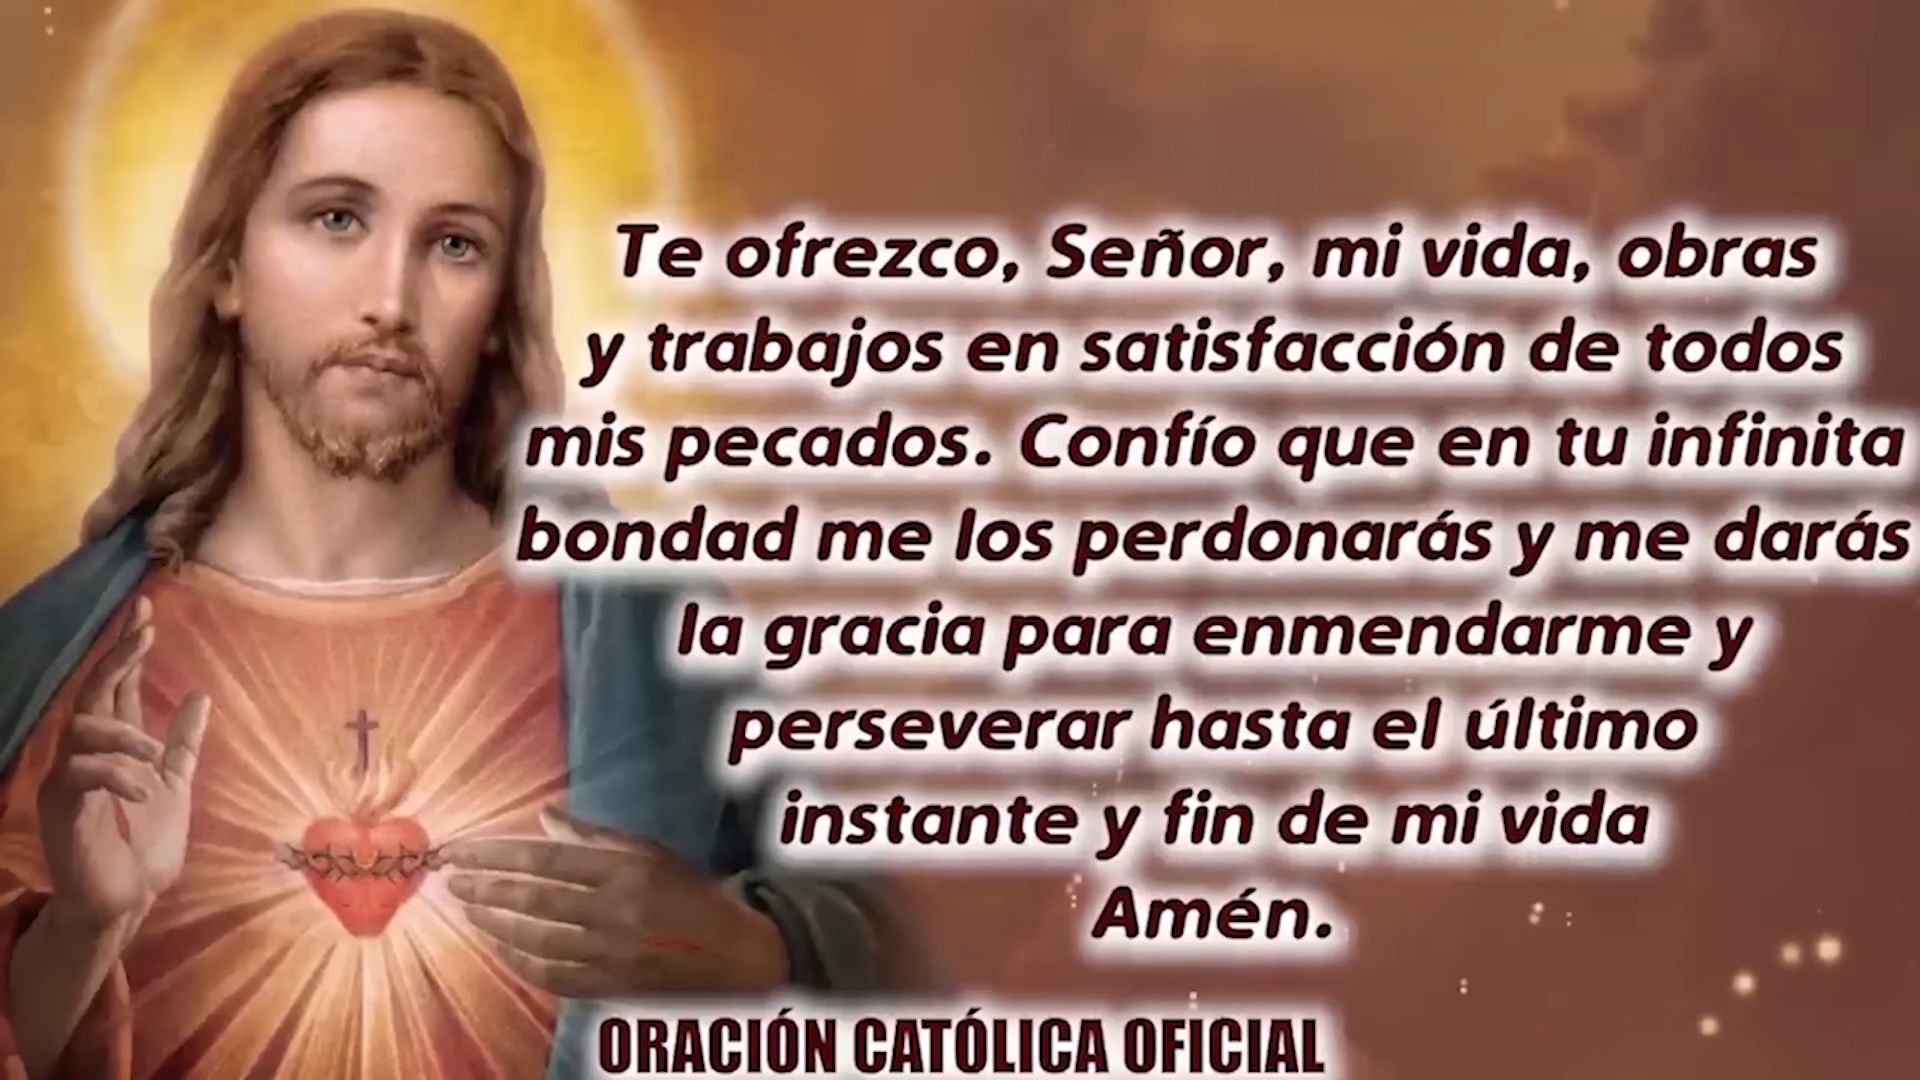 Te ofrezco, Señor, mi vida, obras
y trabajos en satisfacción de todos
mis pecados. Confío que en tu infinita
bondad me los perdonarás y me darás
la gracia para enmendarme y
perseverar hasta el último
instante y fin de mi vida
Amén.
ORACIÓN CATÓLICA OFICIAL